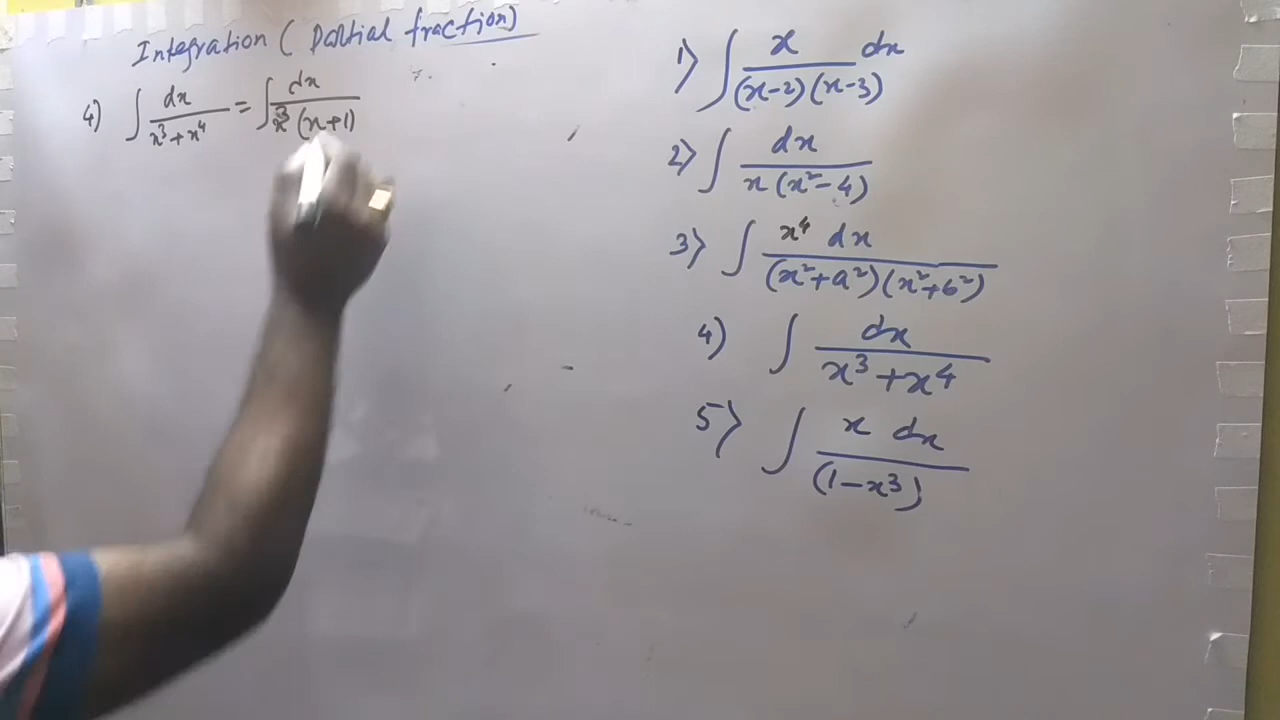 Integration ( Partial fraction)
4) ∫ dx/(x³+x⁴) = ∫ dx/(x³(x+1))
1) ∫ x/((x-2)(x-3)) dx
2) ∫ dx/(x(x²-4))
3) ∫ x⁴ dx/((x²+a²)(x²+b²))
4) ∫ dx/(x³+x⁴)
5) ∫ x dx/(1-x³)